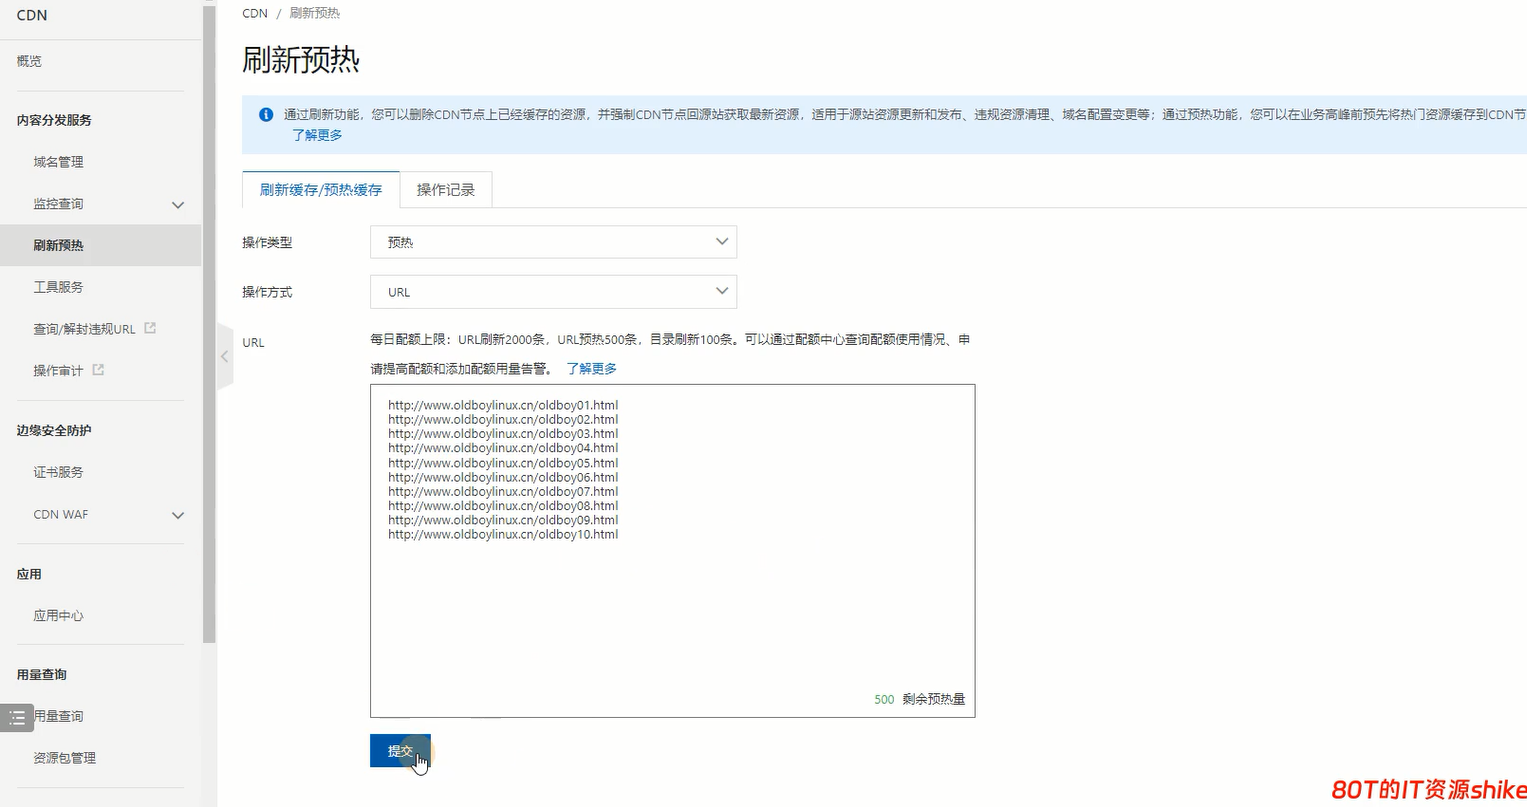 CDN
概览
内容分发服务
域名管理
监控查询
刷新预热
工具服务
查询/解封违规URL
操作审计
边缘安全防护
证书服务
CDN WAF
应用
应用中心
用量查询
用量查询
资源包管理
CDN / 刷新预热
刷新预热
通过刷新功能，您可以删除CDN节点上已经缓存的资源，并强制CDN节点回源站获取最新资源，适用于源站资源更新和发布、违规资源清理、域名配置变更等；通过预热功能，您可以在业务高峰前预先将热门资源缓存到CDN节
了解更多
刷新缓存/预热缓存 操作记录
操作类型 预热
操作方式 URL
URL 每日配额上限：URL刷新2000条，URL预热500条，目录刷新100条。可以通过配额中心查询配额使用情况、申
请提高配额和添加配额用量告警。 了解更多
http://www.oldboylinux.cn/oldboy01.html
http://www.oldboylinux.cn/oldboy02.html
http://www.oldboylinux.cn/oldboy03.html
http://www.oldboylinux.cn/oldboy04.html
http://www.oldboylinux.cn/oldboy05.html
http://www.oldboylinux.cn/oldboy06.html
http://www.oldboylinux.cn/oldboy07.html
http://www.oldboylinux.cn/oldboy08.html
http://www.oldboylinux.cn/oldboy09.html
http://www.oldboylinux.cn/oldboy10.html
500 剩余预热量
提交
80T的IT资源shike